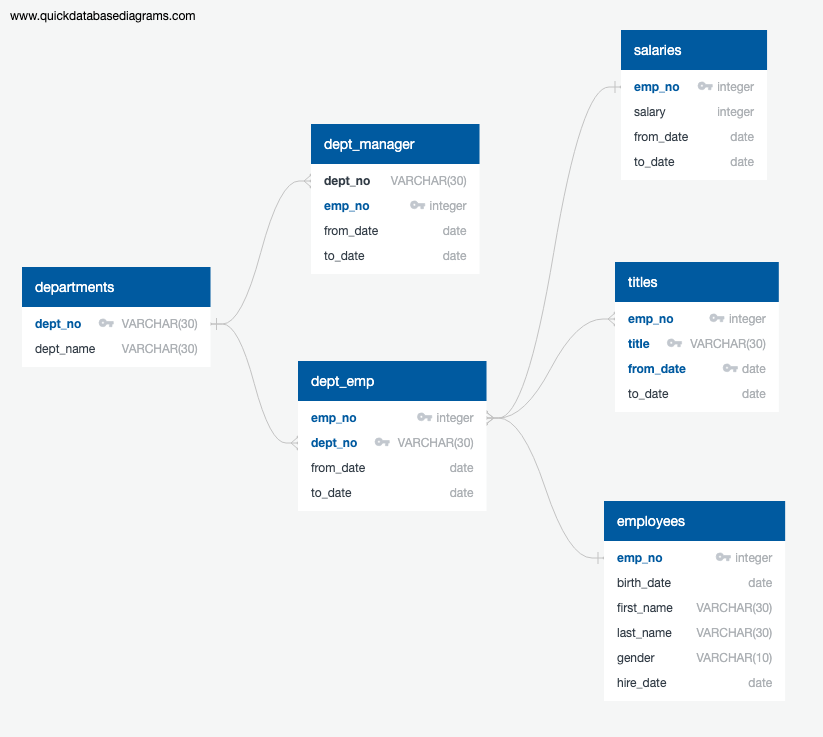 www.quickdatabasediagrams.com
departments
dept_no VARCHAR(30)
dept_name VARCHAR(30)
dept_manager
dept_no VARCHAR(30)
emp_no integer
from_date date
to_date date
dept_emp
emp_no integer
dept_no VARCHAR(30)
from_date date
to_date date
salaries
emp_no integer
salary integer
from_date date
to_date date
titles
emp_no integer
title VARCHAR(30)
from_date date
to_date date
employees
emp_no integer
birth_date date
first_name VARCHAR(30)
last_name VARCHAR(30)
gender VARCHAR(10)
hire_date date